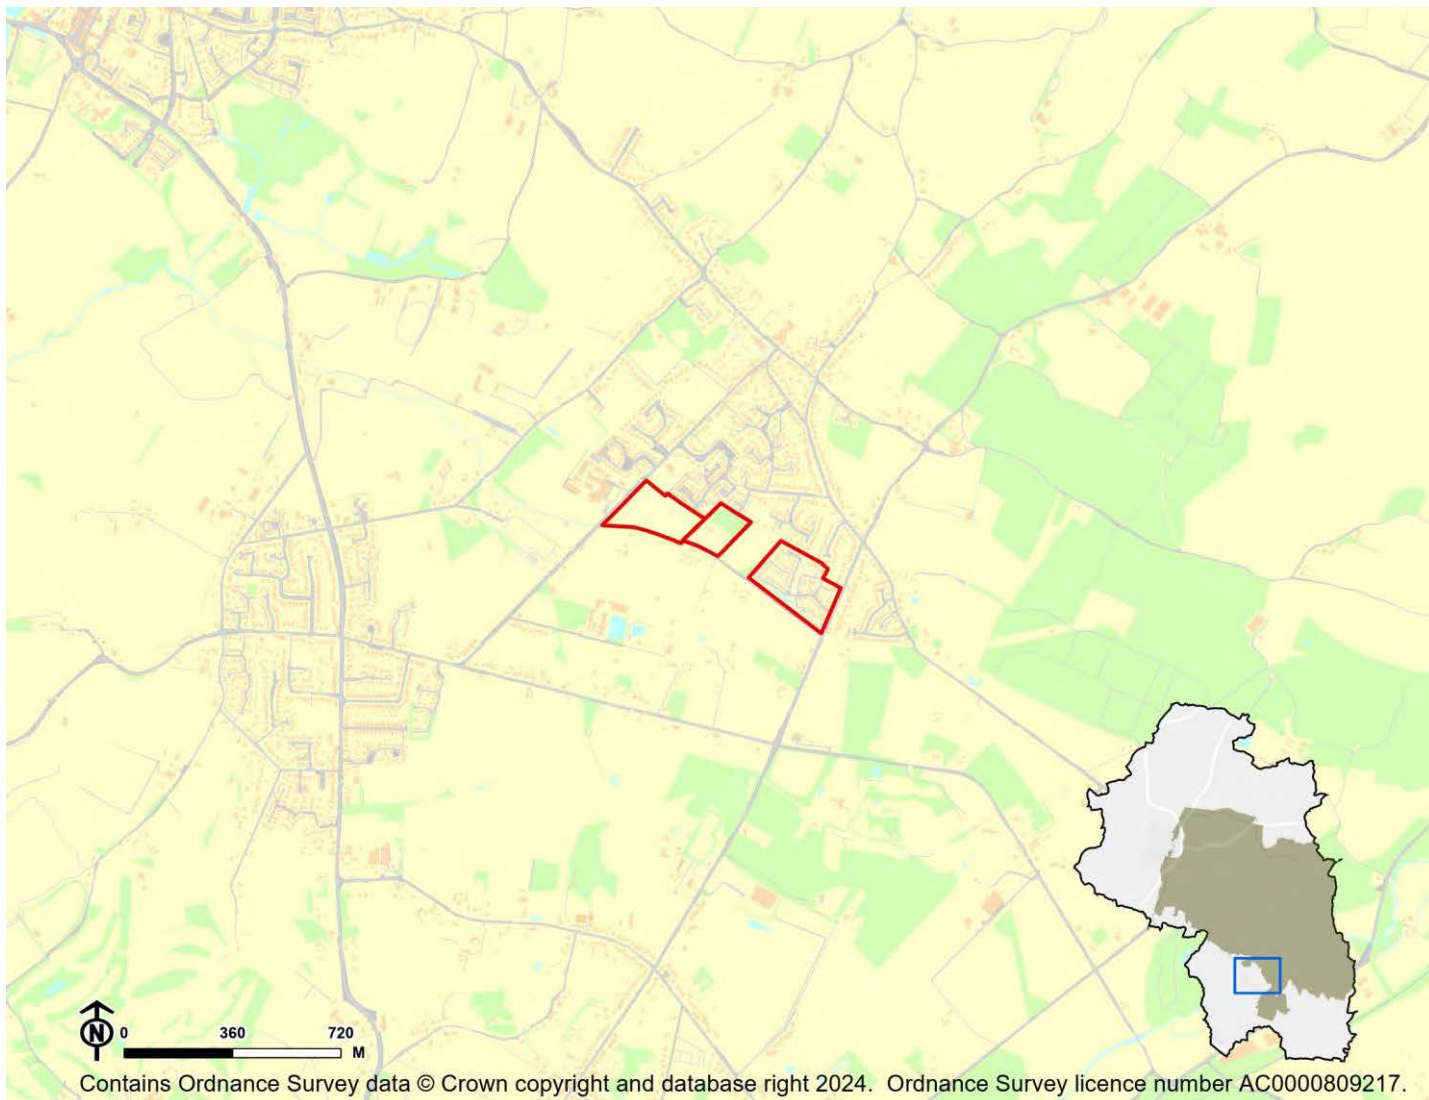 N
0 360 720
M
Contains Ordnance Survey data © Crown copyright and database right 2024. Ordnance Survey licence number AC0000809217.